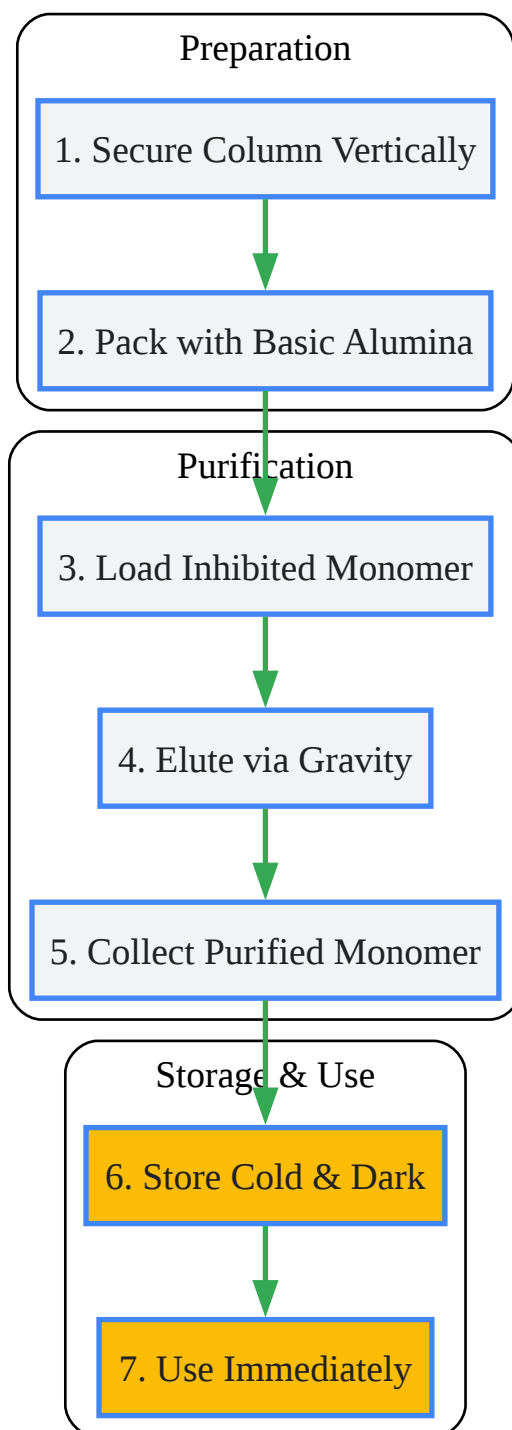 Preparation
1. Secure Column Vertically
2. Pack with Basic Alumina
Purification
3. Load Inhibited Monomer
4. Elute via Gravity
5. Collect Purified Monomer
Storage & Use
6. Store Cold & Dark
7. Use Immediately